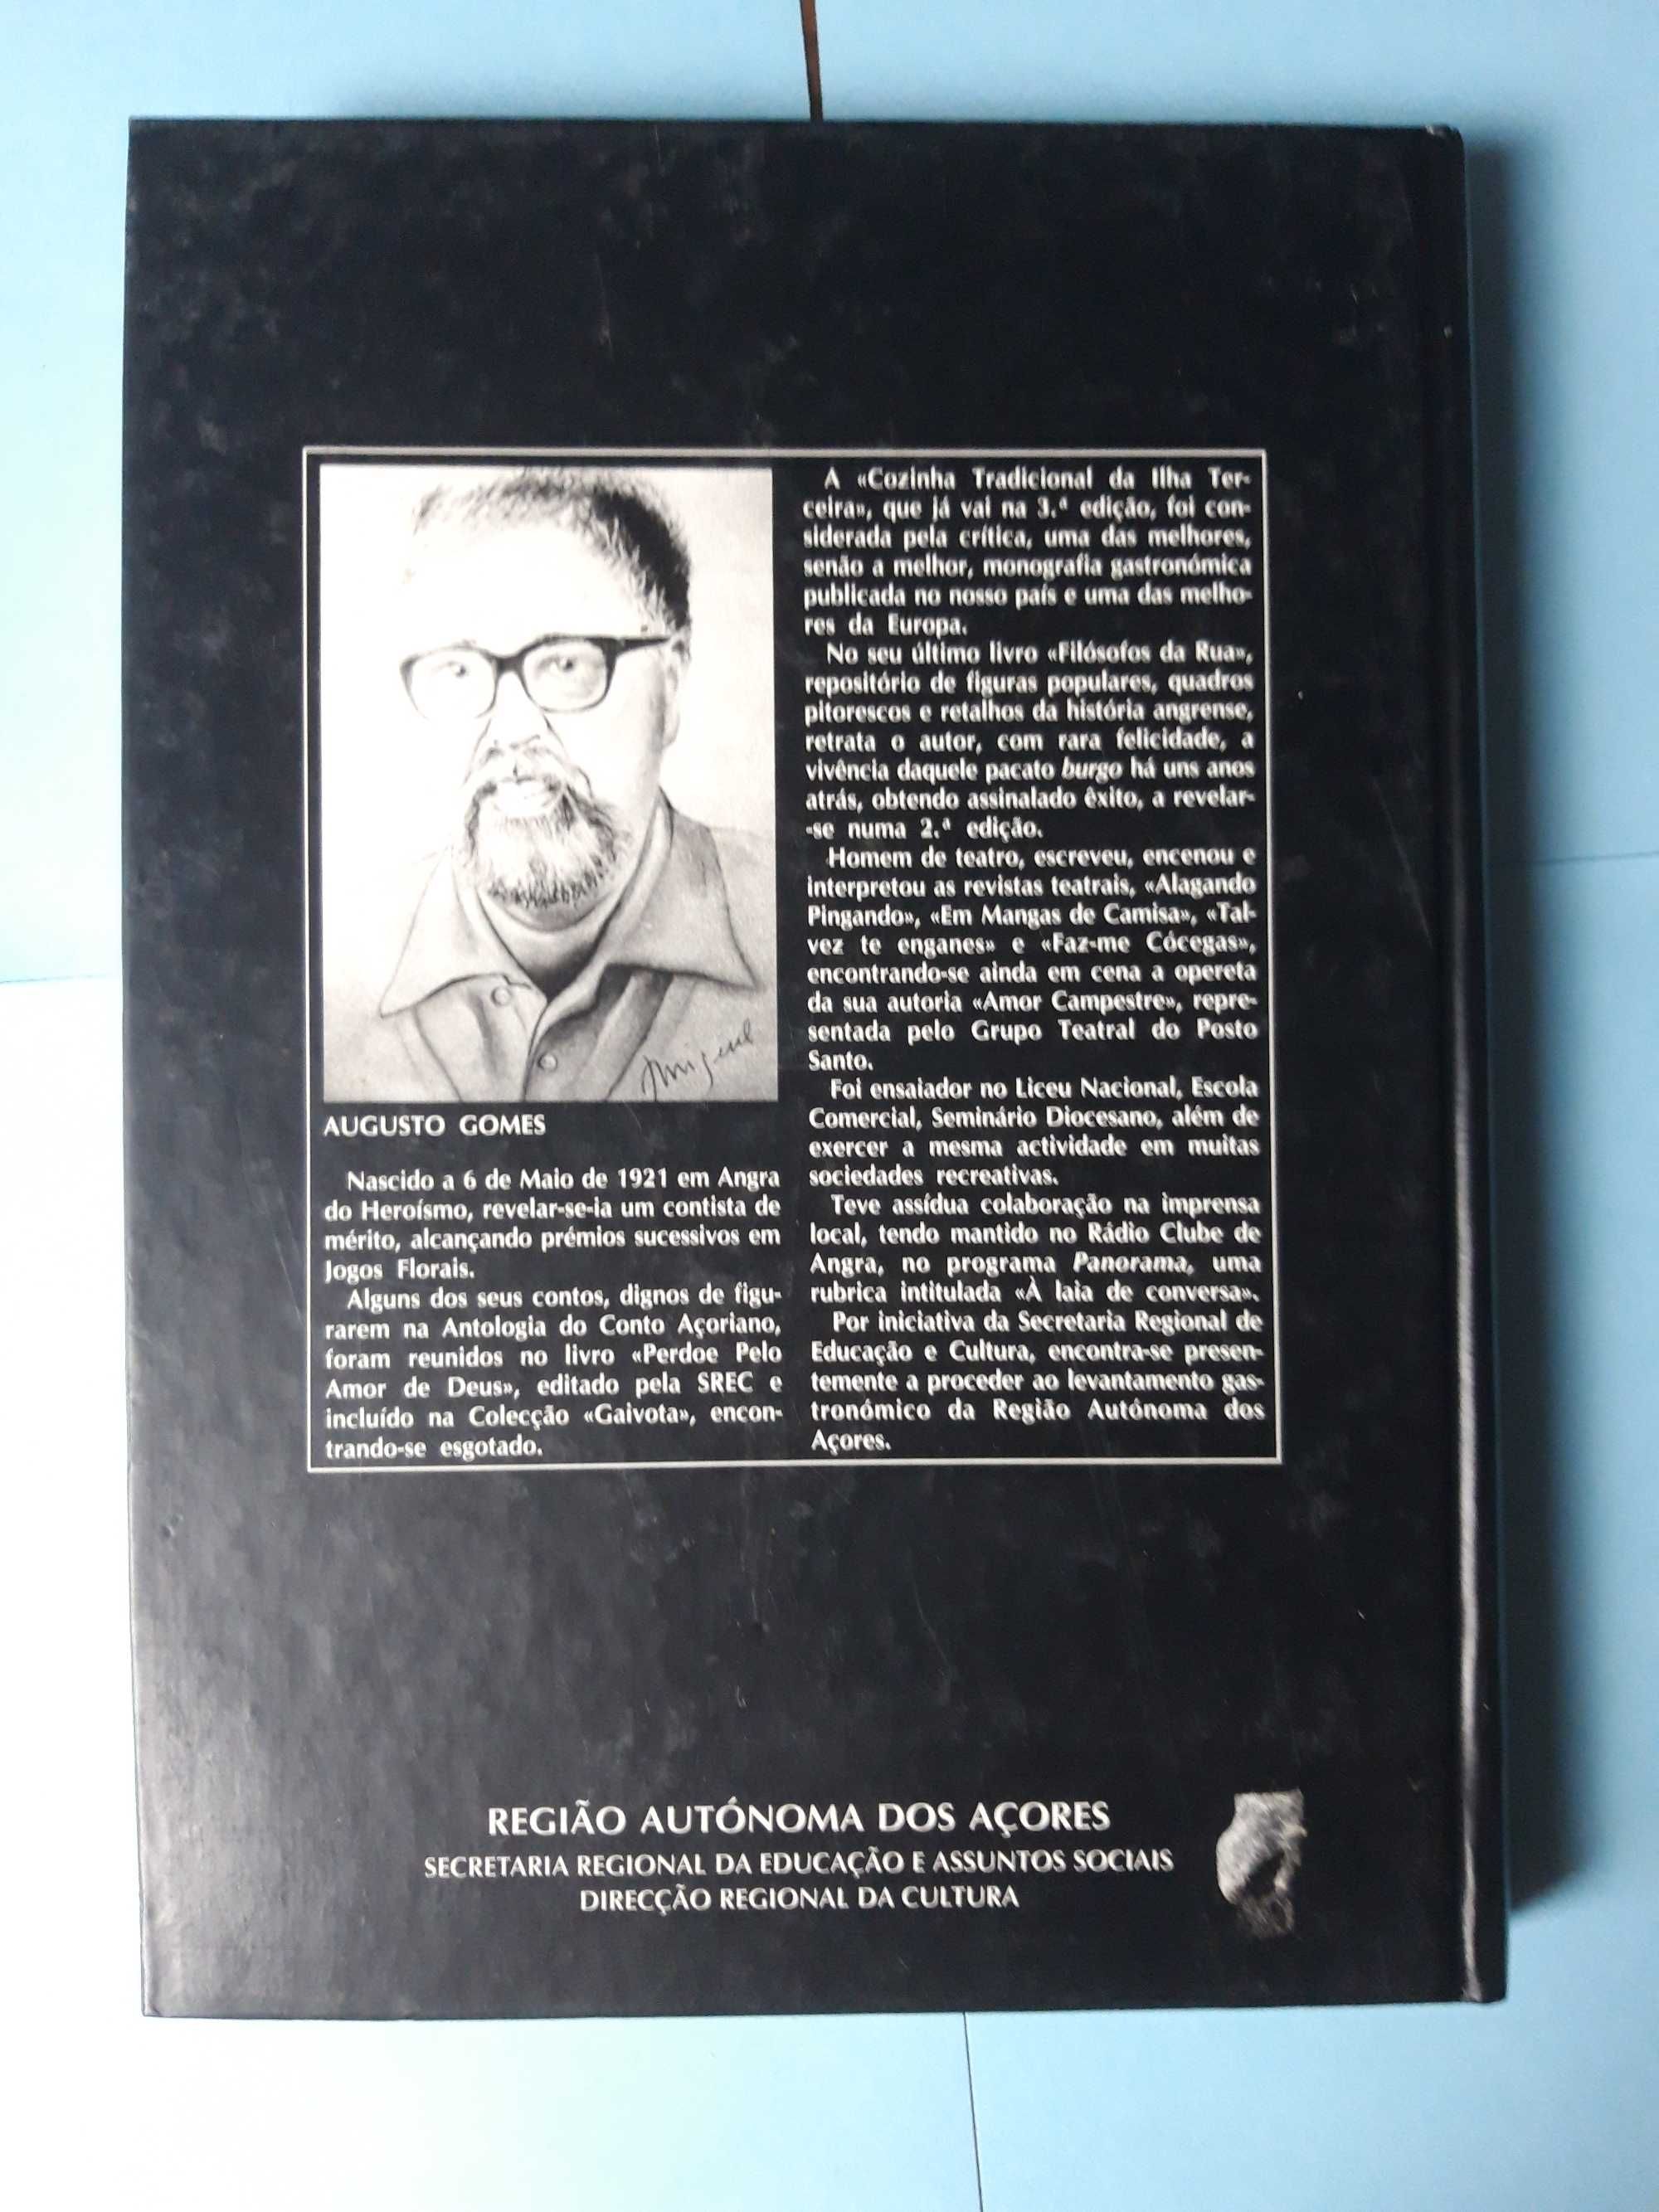 AUGUSTO GOMES
Nascido a 6 de Maio de 1921 em Angra
do Heroísmo, revelar-se-ia um contista de
mérito, alcançando prémios sucessivos em
Jogos Florais.
Alguns dos seus contos, dignos de figu-
rarem na Antologia do Conto Açoriano,
foram reunidos no livro «Perdoe Pelo
Amor de Deus», editado pela SREC e
incluído na Colecção «Gaivota», encon-
trando-se esgotado.
A «Cozinha Tradicional da Ilha Ter-
ceira», que já vai na 3.ª edição, foi con-
siderada pela crítica, uma das melhores,
senão a melhor, monografia gastronómica
publicada no nosso país e uma das melho-
res da Europa.
No seu último livro «Filósofos da Rua»,
repositório de figuras populares, quadros
pitorescos e retalhos da história angrense,
retrata o autor, com rara felicidade, a
vivência daquele pacato burgo há uns anos
atrás, obtendo assinalado êxito, a revelar-
-se numa 2.ª edição.
Homem de teatro, escreveu, encenou e
interpretou as revistas teatrais, «Alagando
Pingando», «Em Mangas de Camisa», «Tal-
vez te enganes» e «Faz-me Cócegas»,
encontrando-se ainda em cena a opereta
da sua autoria «Amor Campestre», repre-
sentada pelo Grupo Teatral do Posto
Santo.
Foi ensaiador no Liceu Nacional, Escola
Comercial, Seminário Diocesano, além de
exercer a mesma actividade em muitas
sociedades recreativas.
Teve assídua colaboração na imprensa
local, tendo mantido no Rádio Clube de
Angra, no programa Panorama, uma
rubrica intitulada «À laia de conversa».
Por iniciativa da Secretaria Regional de
Educação e Cultura, encontra-se presen-
temente a proceder ao levantamento gas-
tronómico da Região Autónoma dos
Açores.
REGIÃO AUTÓNOMA DOS AÇORES
SECRETARIA REGIONAL DA EDUCAÇÃO E ASSUNTOS SOCIAIS
DIRECÇÃO REGIONAL DA CULTURA